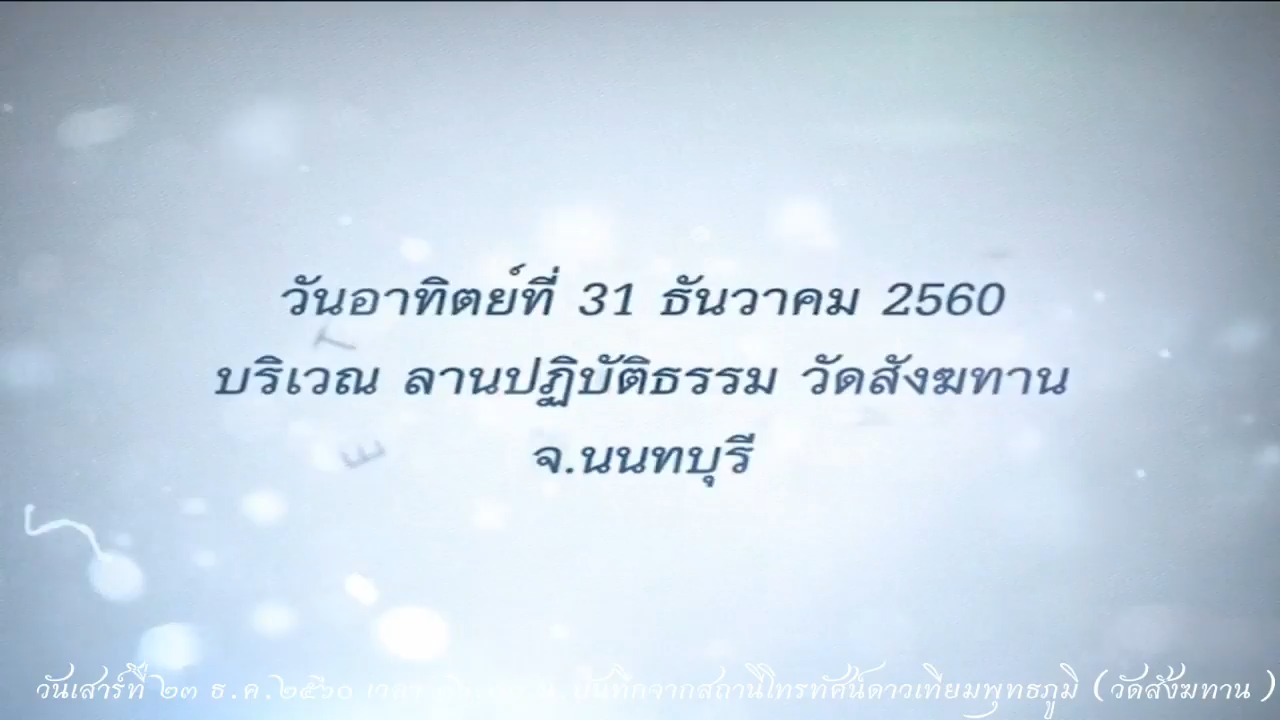 วันอาทิตย์ที่ 31 ธันวาคม 2560
บริเวณ ลานปฏิบัติธรรม วัดสังฆทาน
จ.นนทบุรี
วันเสาร์ที่ ๒๓ ธ.ค.๒๕๖๐ เวลา น. บันทึกจากสถานีโทรทัศน์ดาวเทียมพุทธภูมิ (วัดสังฆทาน )